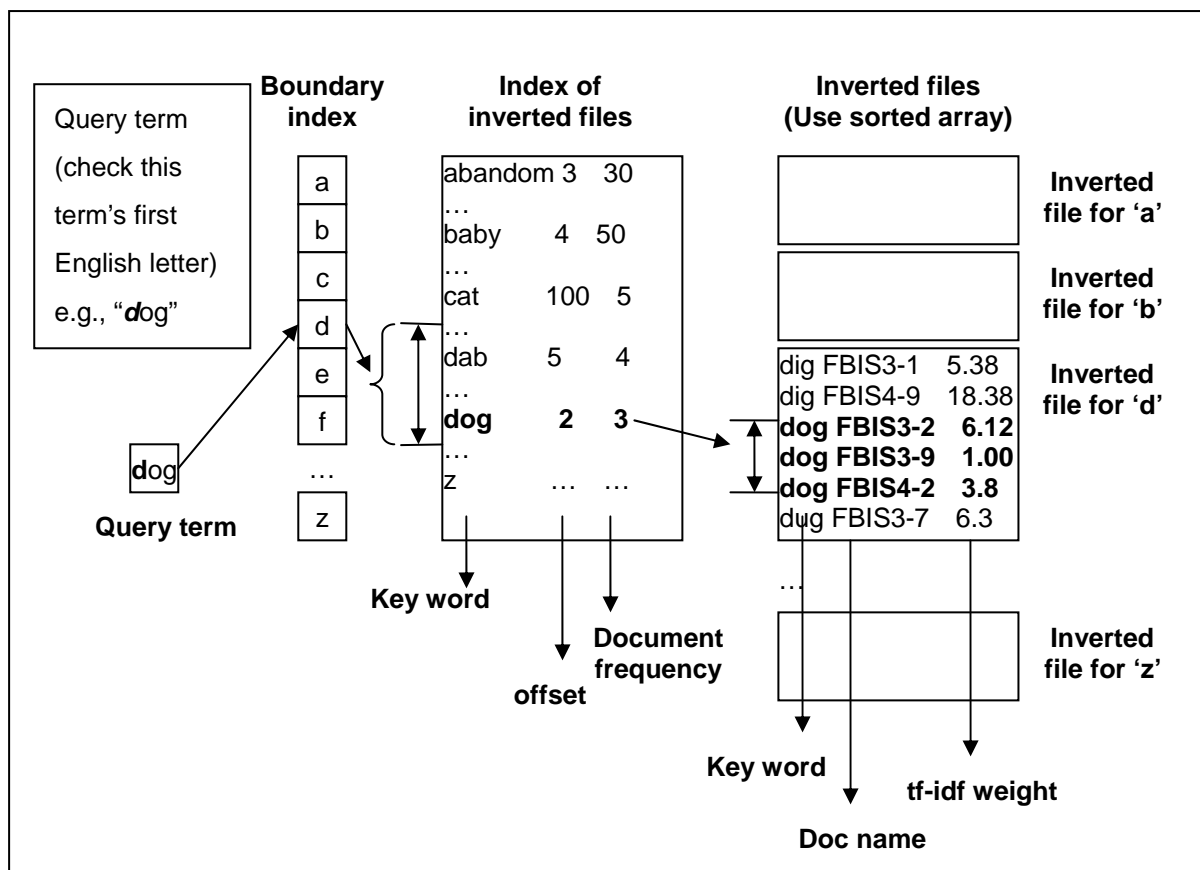 Query term
(check this
term's first
English letter)
e.g., "dog"
dog
Query term
Boundary
index
a
b
c
d
e
f
…
z
Index of
inverted files
abandom 3 30
…
baby 4 50
…
cat 100 5
…
dab 5 4
…
dog 2 3
…
z … …
Key word
offset
Document
frequency
Inverted files
(Use sorted array)
Inverted
file for 'a'
Inverted
file for 'b'
dig FBIS3-1 5.38
dig FBIS4-9 18.38
dog FBIS3-2 6.12
dog FBIS3-9 1.00
dog FBIS4-2 3.8
dug FBIS3-7 6.3
Inverted
file for 'd'
…
Inverted
file for 'z'
Key word
Doc name
tf-idf weight